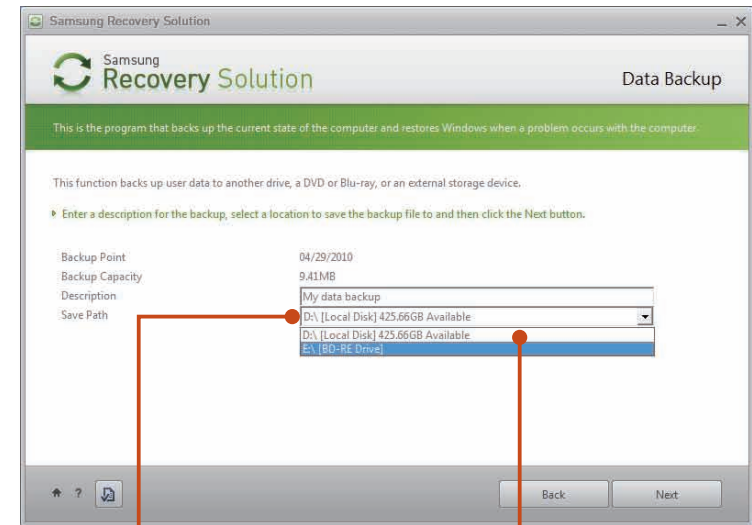 Samsung Recovery Solution
Samsung
Recovery Solution
Data Backup
This is the program that backs up the current state of the computer and restores Windows when a problem occurs with the computer.
This function backs up user data to another drive, a DVD or Blu-ray, or an external storage device.
Enter a description for the backup, select a location to save the backup file to and then click the Next button.
Backup Point 04/29/2010
Backup Capacity 9.41MB
Description My data backup
Save Path D:\ [Local Disk] 425.66GB Available
D:\ [Local Disk] 425.66GB Available
E:\ [BD-RE Drive]
? Back Next